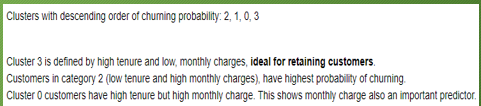 Clusters with descending order of churning probability: 2, 1, 0, 3
Cluster 3 is defined by high tenure and low, monthly charges, ideal for retaining customers.
Customers in category 2 (low tenure and high monthly charges), have highest probability of churning.
Cluster 0 customers have high tenure but high monthly charge. This shows monthly charge also an important predictor.